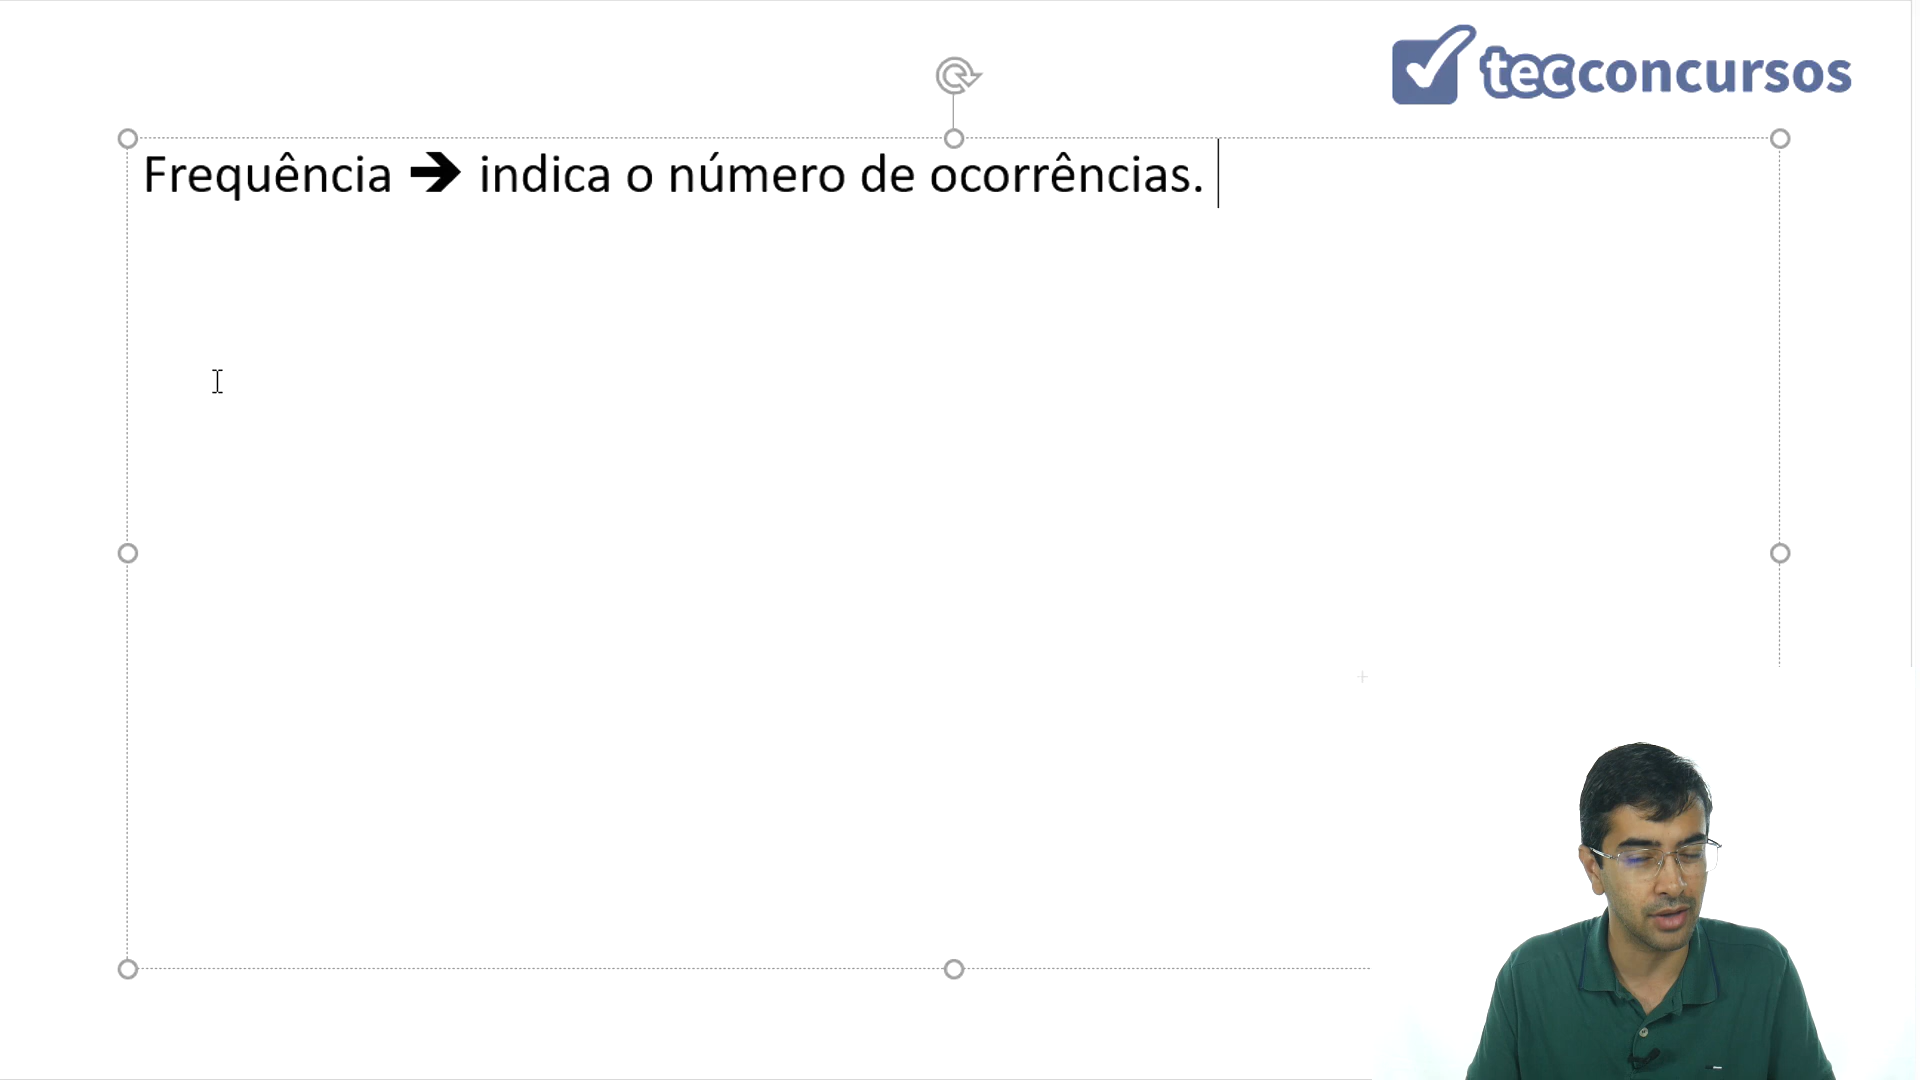 tecconcursos
Frequência ➔ indica o número de ocorrências.